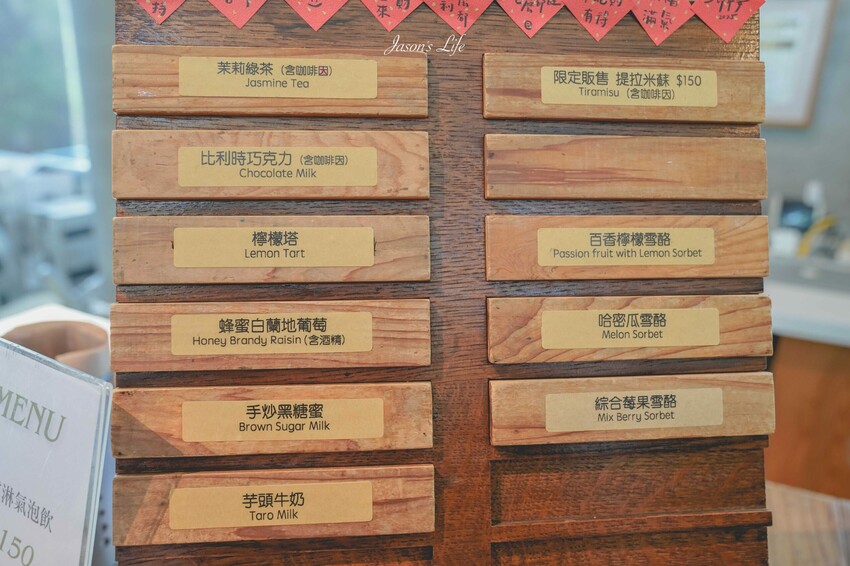 Jason's Life
茉莉綠茶（含咖啡因）
Jasmine Tea
比利時巧克力（含咖啡因）
Chocolate Milk
檸檬塔
Lemon Tart
蜂蜜白蘭地葡萄
Honey Brandy Raisin（含酒精）
手炒黑糖蜜
Brown Sugar Milk
芋頭牛奶
Taro Milk
限定販售 提拉米蘇 $150
Tiramisu（含咖啡因）
百香檸檬雪酪
Passion fruit with Lemon Sorbet
哈密瓜雪酪
Melon Sorbet
綜合莓果雪酪
Mix Berry Sorbet
MENU
淋氣泡飲
150